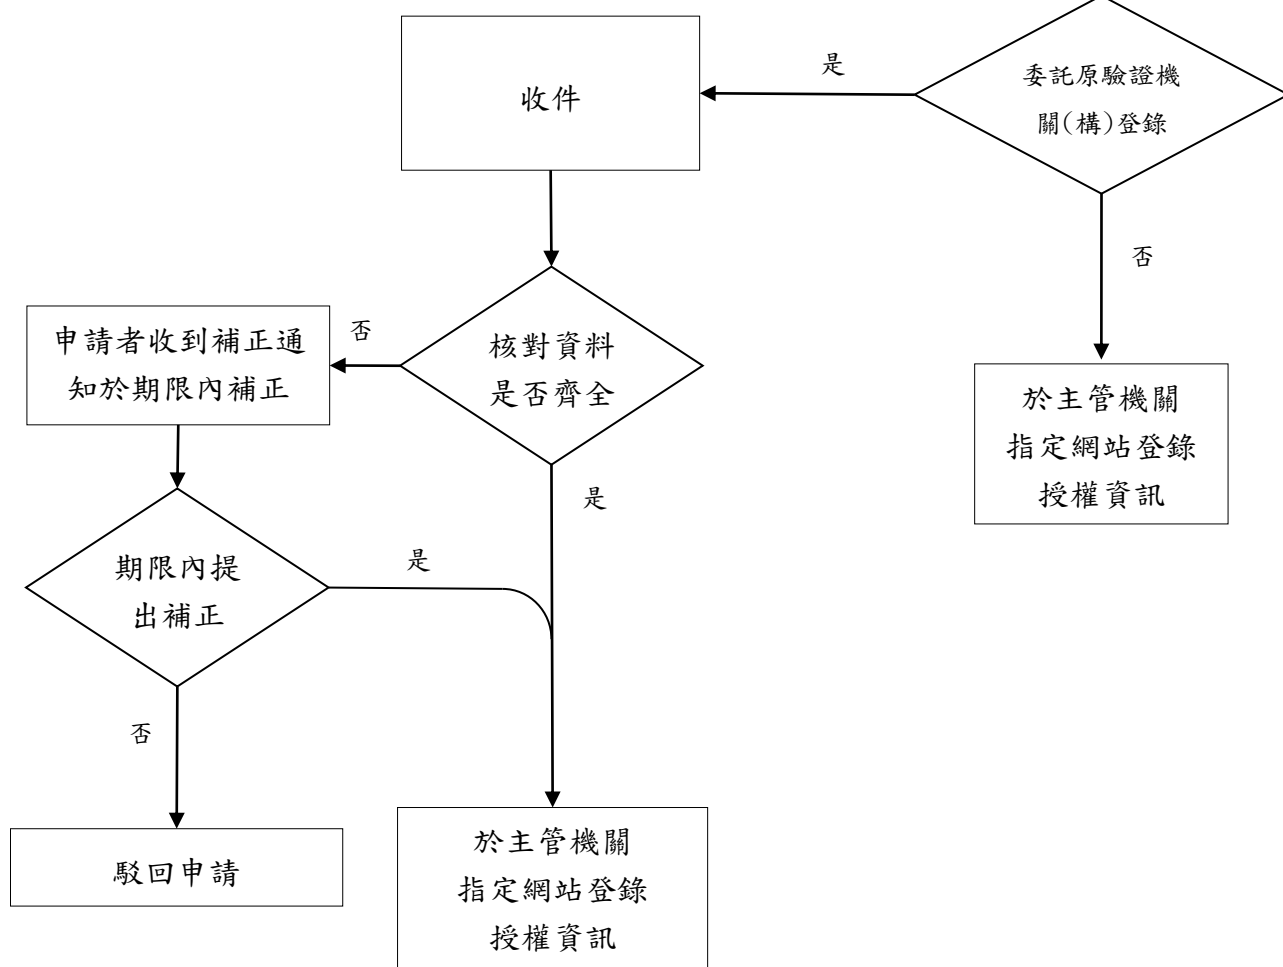 收件
是
委託原驗證機
關(構)登錄
否
核對資料
是否齊全
否
申請者收到補正通
知於期限內補正
於主管機關
指定網站登錄
授權資訊
是
期限內提
出補正
是
否
駁回申請
於主管機關
指定網站登錄
授權資訊